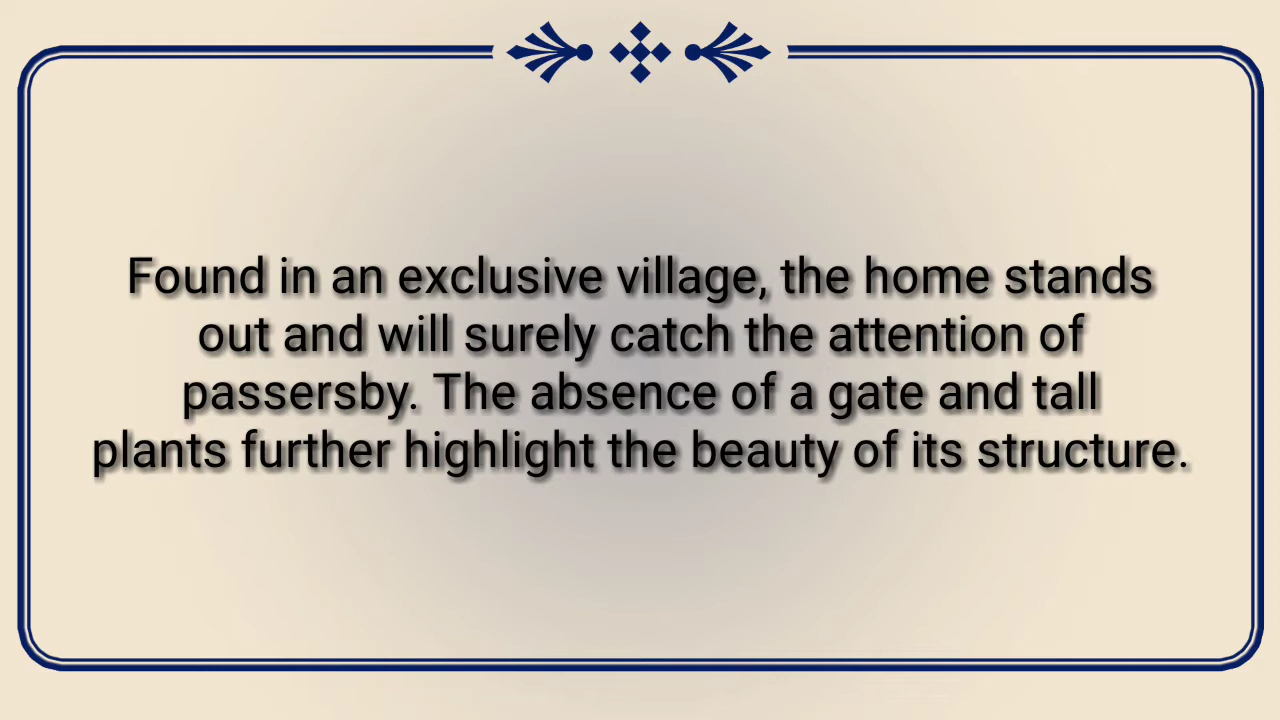 Found in an exclusive village, the home stands
out and will surely catch the attention of
passersby. The absence of a gate and tall
plants further highlight the beauty of its structure.